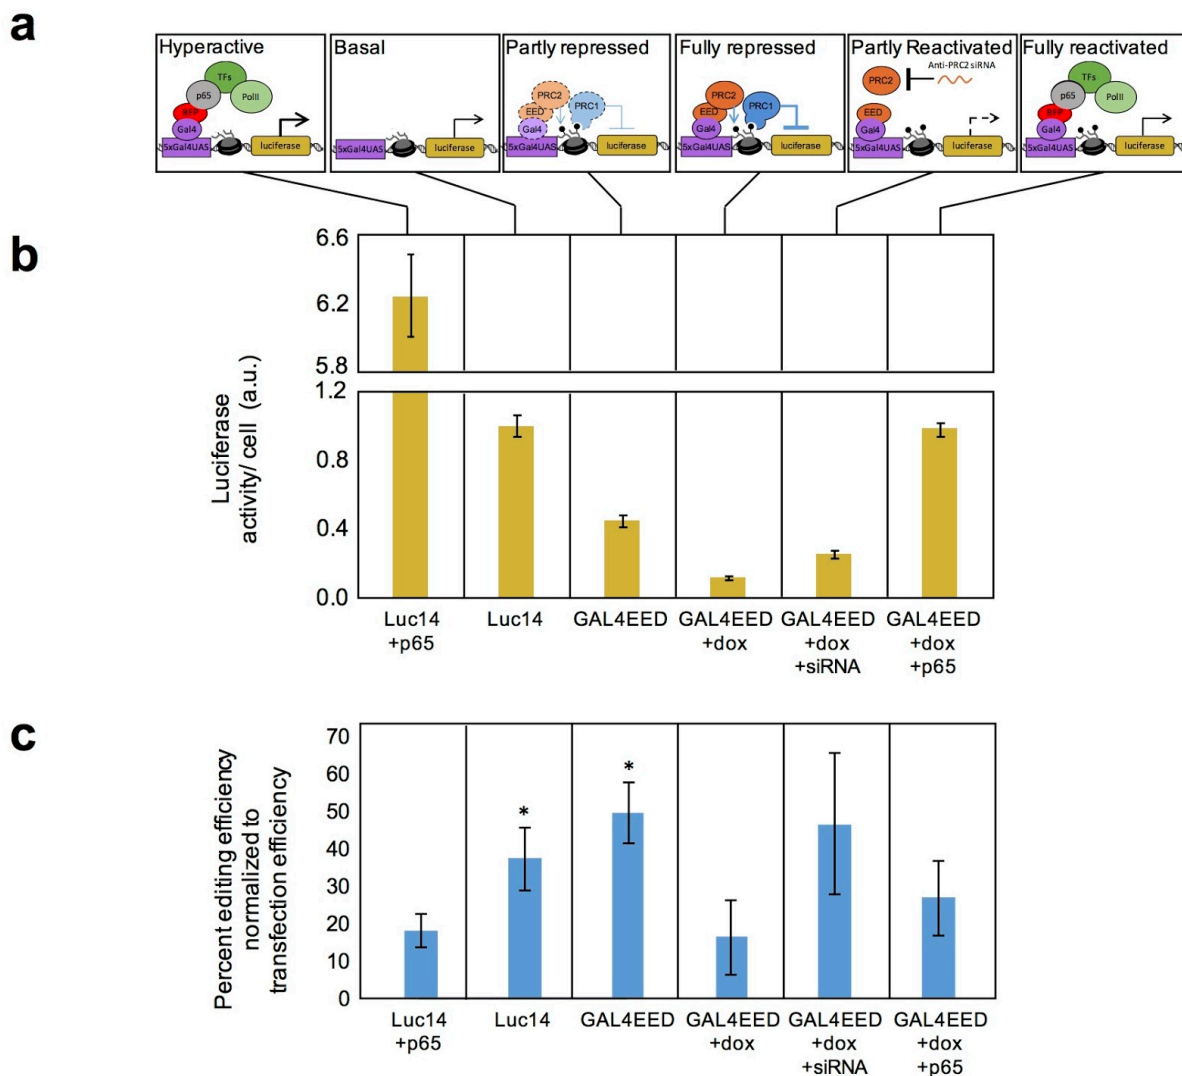 a
Hyperactive
TFs
p65
PolII
RFP
Gal4
5xGal4UAS
luciferase
Basal
5xGal4UAS
luciferase
Partly repressed
PRC2
EED
PRC1
Gal4
5xGal4UAS
luciferase
Fully repressed
PRC2
EED
PRC1
Gal4
5xGal4UAS
luciferase
Partly Reactivated
Anti-PRC2 siRNA
PRC2
EED
Gal4
5xGal4UAS
luciferase
Fully reactivated
TFs
p65
PolII
RFP
Gal4
5xGal4UAS
luciferase
b
Luciferase
activity/ cell (a.u.)
6.6
6.2
5.8
1.2
0.8
0.4
0.0
Luc14
+p65
Luc14
GAL4EED
GAL4EED
+dox
GAL4EED
+dox
+siRNA
GAL4EED
+dox
+p65
c
Percent editing efficiency
normalized to
transfection efficiency
70
60
50
40
30
20
10
0
*
*
Luc14
+p65
Luc14
GAL4EED
GAL4EED
+dox
GAL4EED
+dox
+siRNA
GAL4EED
+dox
+p65